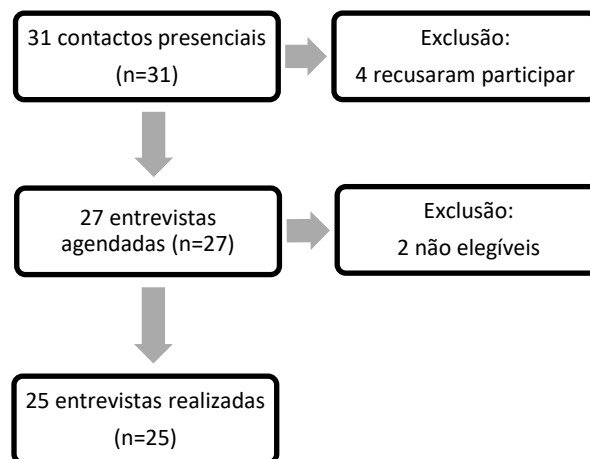 31 contactos presenciais
(n=31)
Exclusão:
4 recusaram participar
27 entrevistas
agendadas (n=27)
Exclusão:
2 não elegíveis
25 entrevistas realizadas
(n=25)